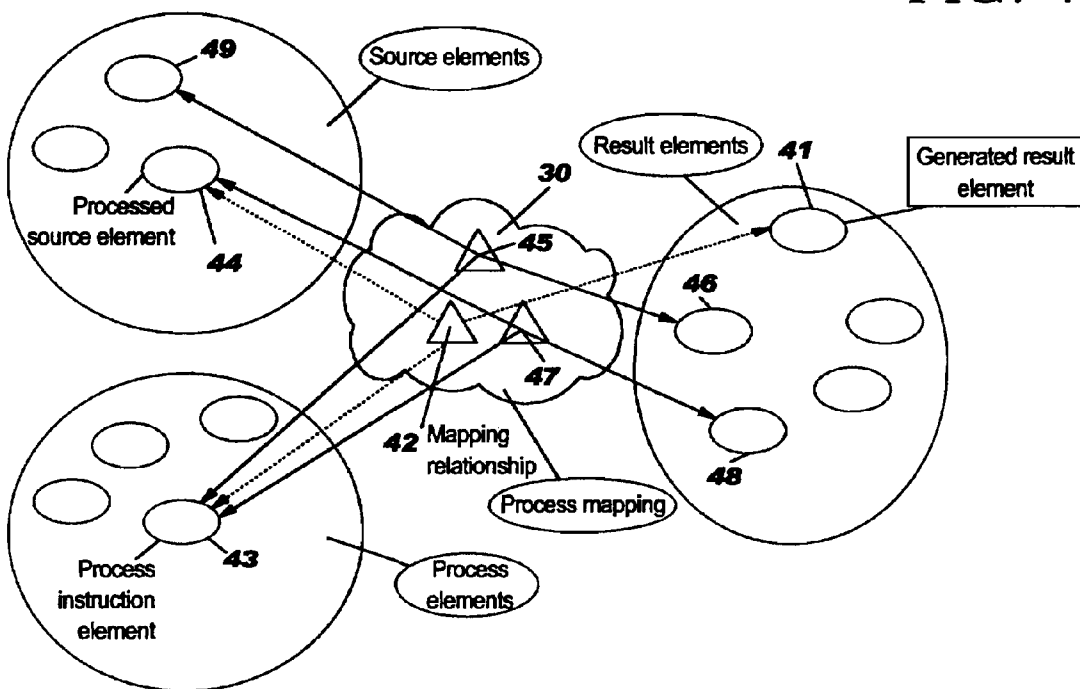 49
Source elements
Result elements
41
Generated result
element
30
Processed
source element
44
45
46
47
42 Mapping
relationship
48
Process mapping
43
Process
instruction
element
Process
elements